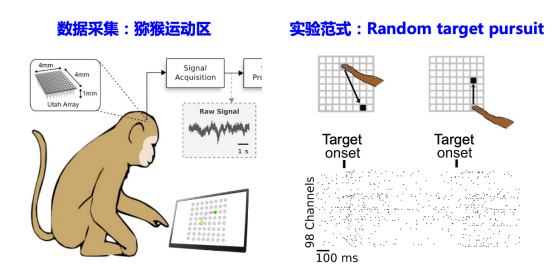 数据采集：猕猴运动区
实验范式：Random target pursuit
4mm
4mm
1mm
Utah Array
Signal
Acquisition
Pro
Raw Signal
1 s
Target
onset
Target
onset
98 Channels
100 ms